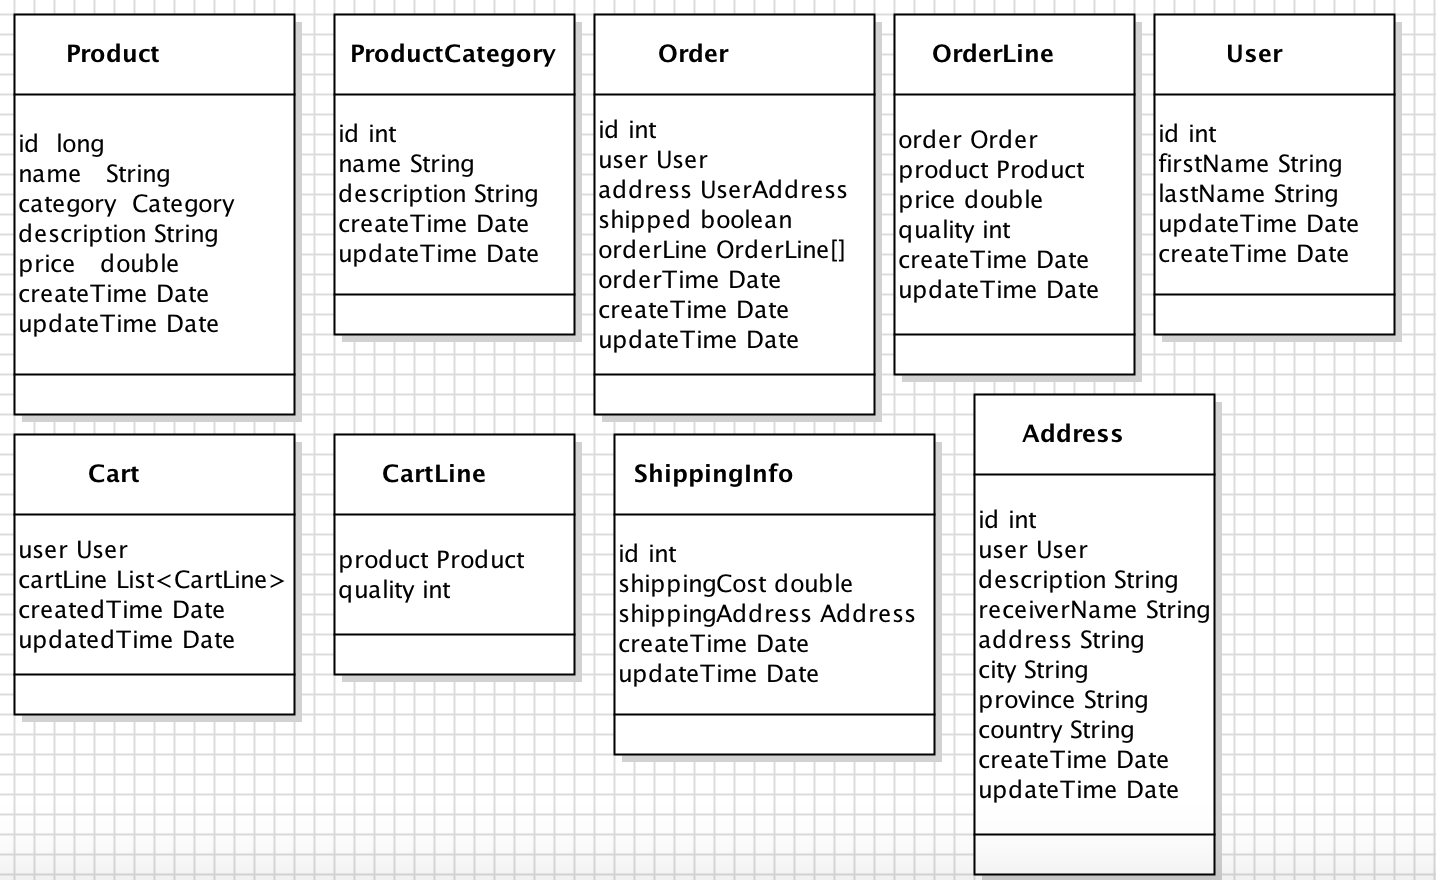 Product
id long
name String
category Category
description String
price double
createTime Date
updateTime Date
ProductCategory
id int
name String
description String
createTime Date
updateTime Date
Order
id int
user User
address UserAddress
shipped boolean
orderLine OrderLine[]
orderTime Date
createTime Date
updateTime Date
OrderLine
order Order
product Product
price double
quality int
createTime Date
updateTime Date
User
id int
firstName String
lastName String
updateTime Date
createTime Date
Cart
user User
cartLine List<CartLine>
createdTime Date
updatedTime Date
CartLine
product Product
quality int
ShippingInfo
id int
shippingCost double
shippingAddress Address
createTime Date
updateTime Date
Address
id int
user User
description String
receiverName String
address String
city String
province String
country String
createTime Date
updateTime Date